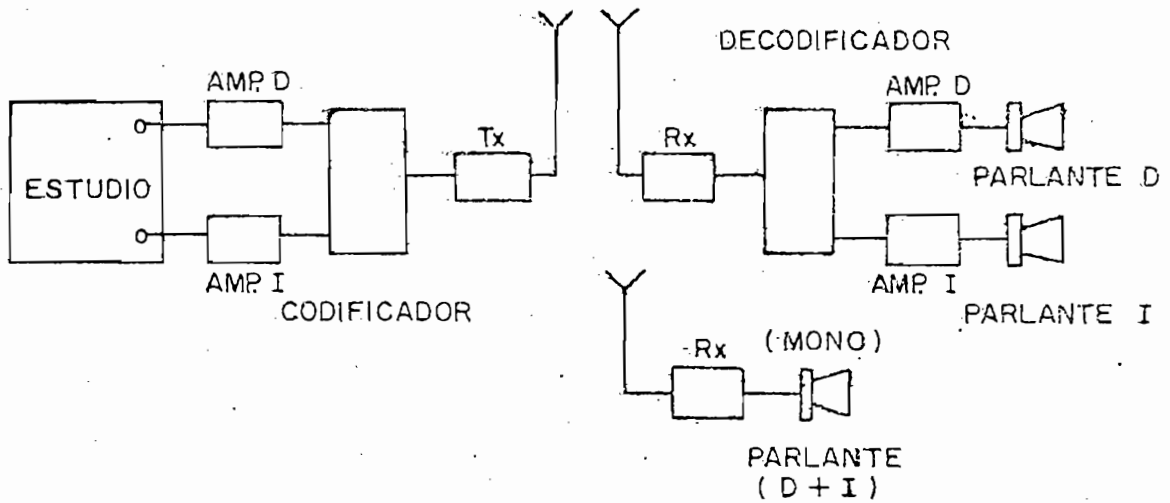 DECODIFICADOR
AMP. D
AMP. D
Tx
Rx
ESTUDIO
PARLANTE D
AMP. I
AMP. I
CODIFICADOR
PARLANTE I
Rx
(MONO)
PARLANTE
(D+I)